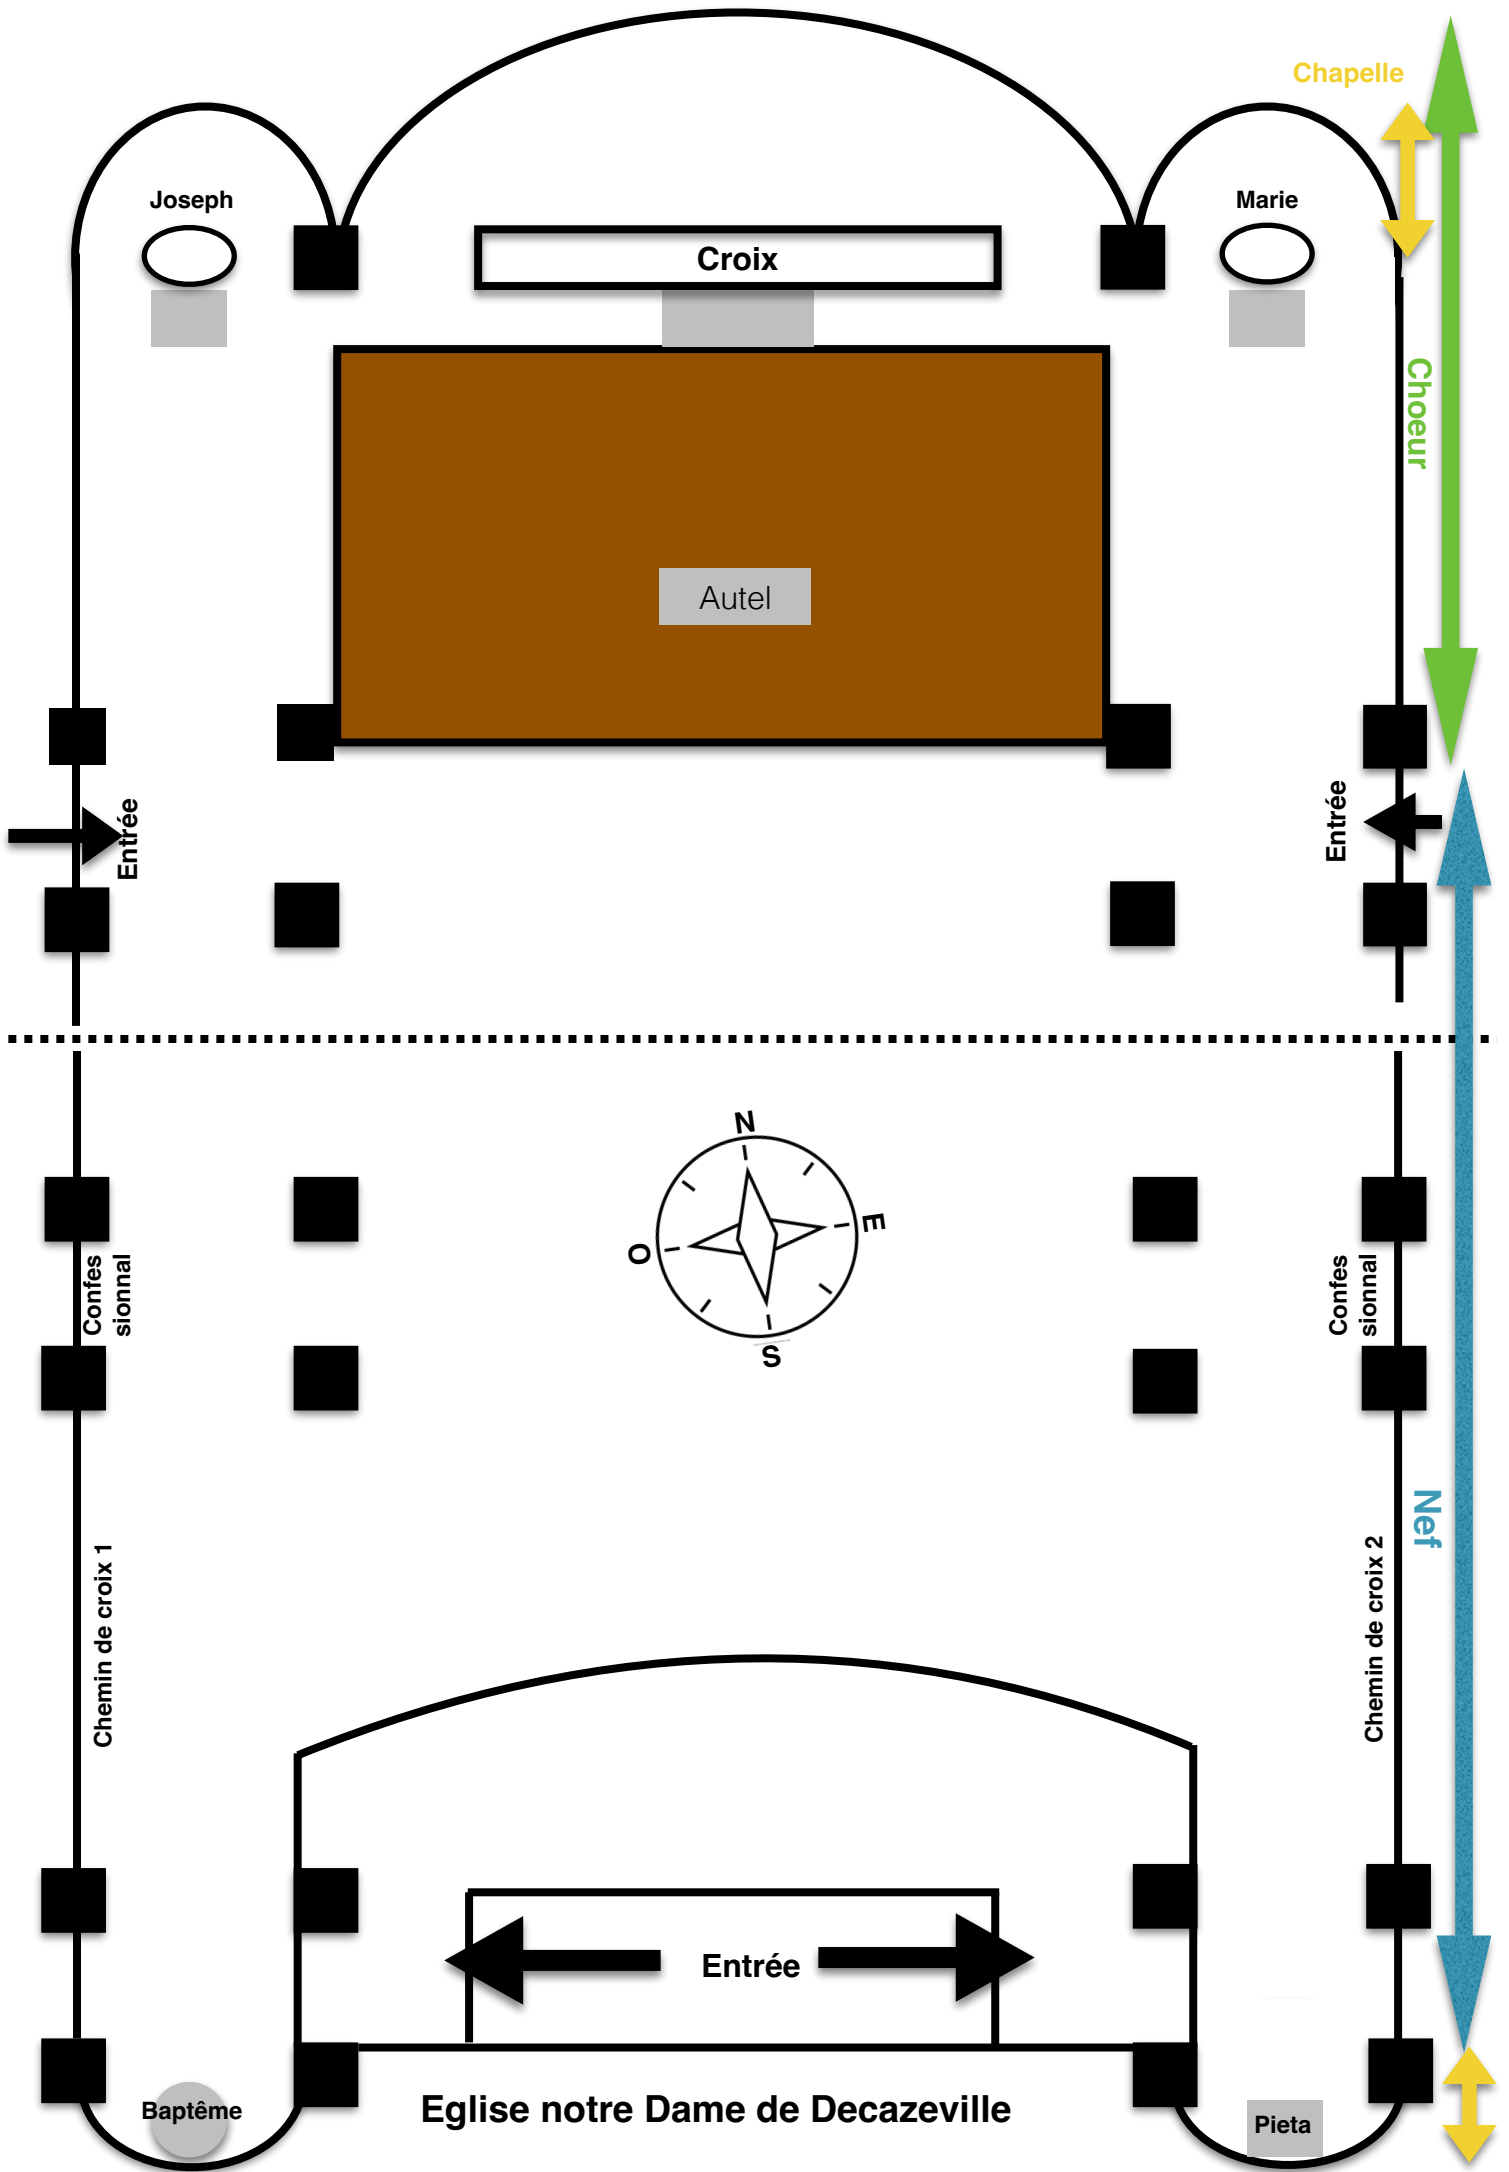 Chapelle
Joseph
Marie
Croix
Choeur
Autel
Entrée
Entrée
N
E
O
S
Confes
sionnal
Confes
sionnal
Nef
Chemin de croix 1
Chemin de croix 2
Entrée
Baptême
Eglise notre Dame de Decazeville
Pieta